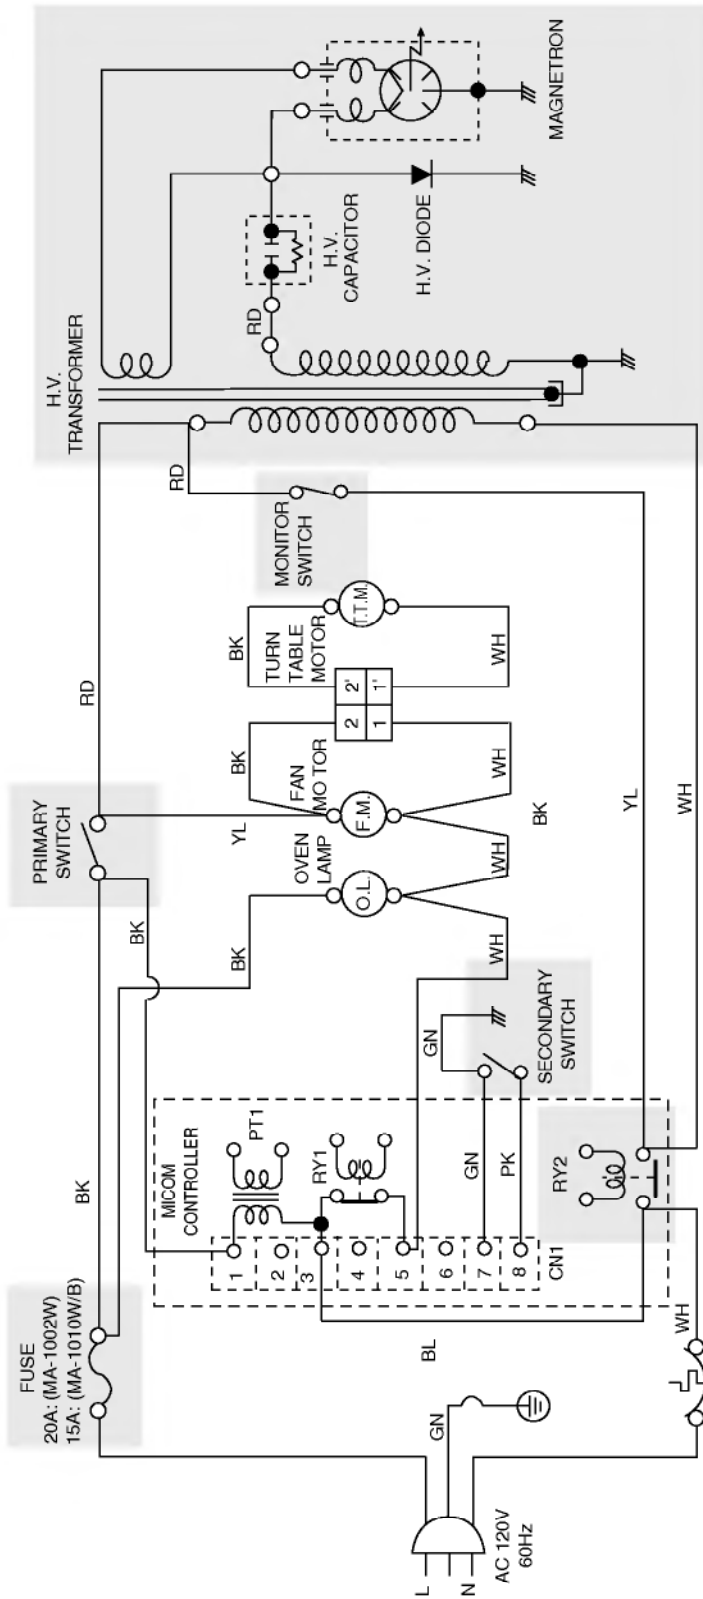 FUSE
20A: (MA-1002W)
15A: (MA-1010W/B)
BK
PRIMARY
SWITCH
RD
H.V.
TRANSFORMER
BK
MICOM
CONTROLLER
PT1
BK
YL
BK
BK
RD
RD
H.V.
CAPACITOR
RY1
OVEN
LAMP
FAN
MO TOR
TURN
TABLE
MOTOR
MONITOR
SWITCH
H.V. DIODE
MAGNETRON
1
2
3
4
5
6
7
8
CN1
O.L.
F.M.
2
2'
1
1'
T.T.M.
GN
WH
WH
WH
WH
BK
GN
PK
SECONDARY
SWITCH
BL
GN
L
N
AC 120V
60Hz
RY2
YL
WH
WH